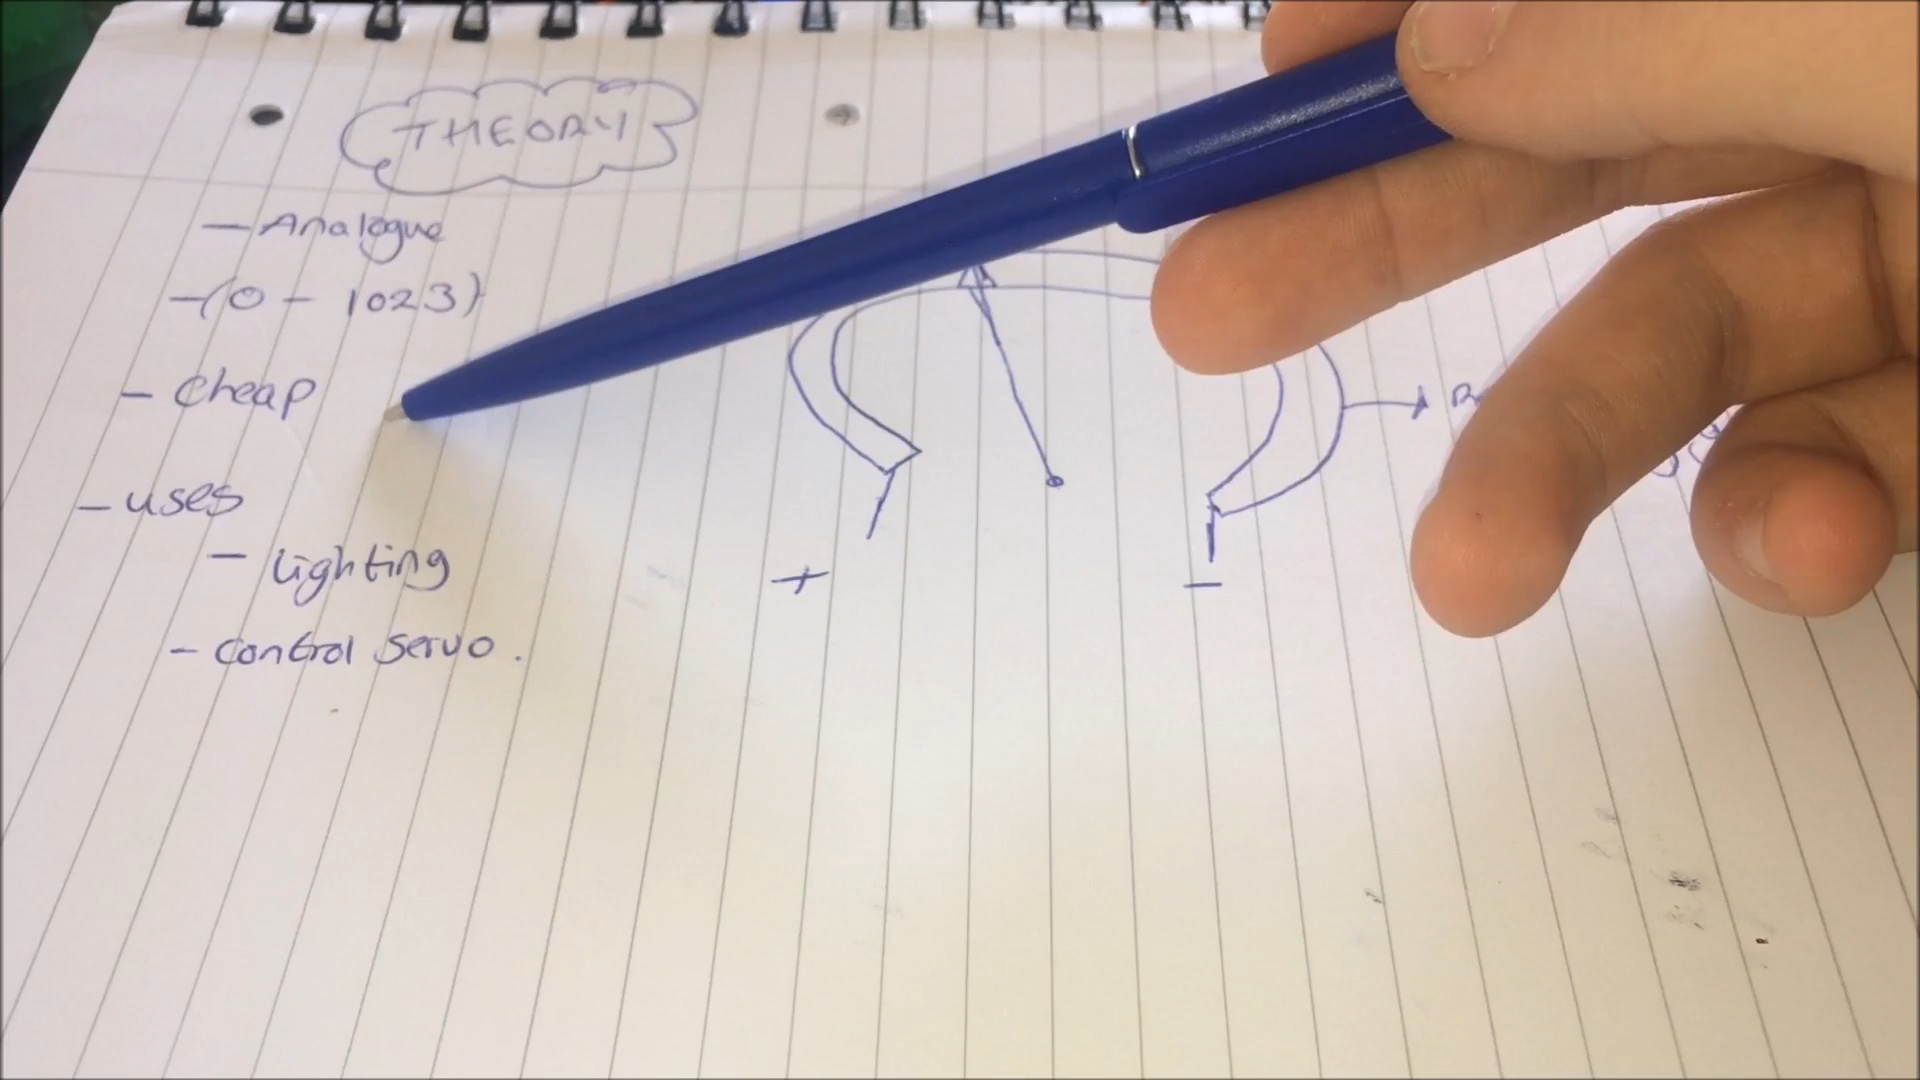 THEORY
- Analogue
- (0 - 1023)
- Cheap
- uses
- Lighting
- Control Servo.
+
-